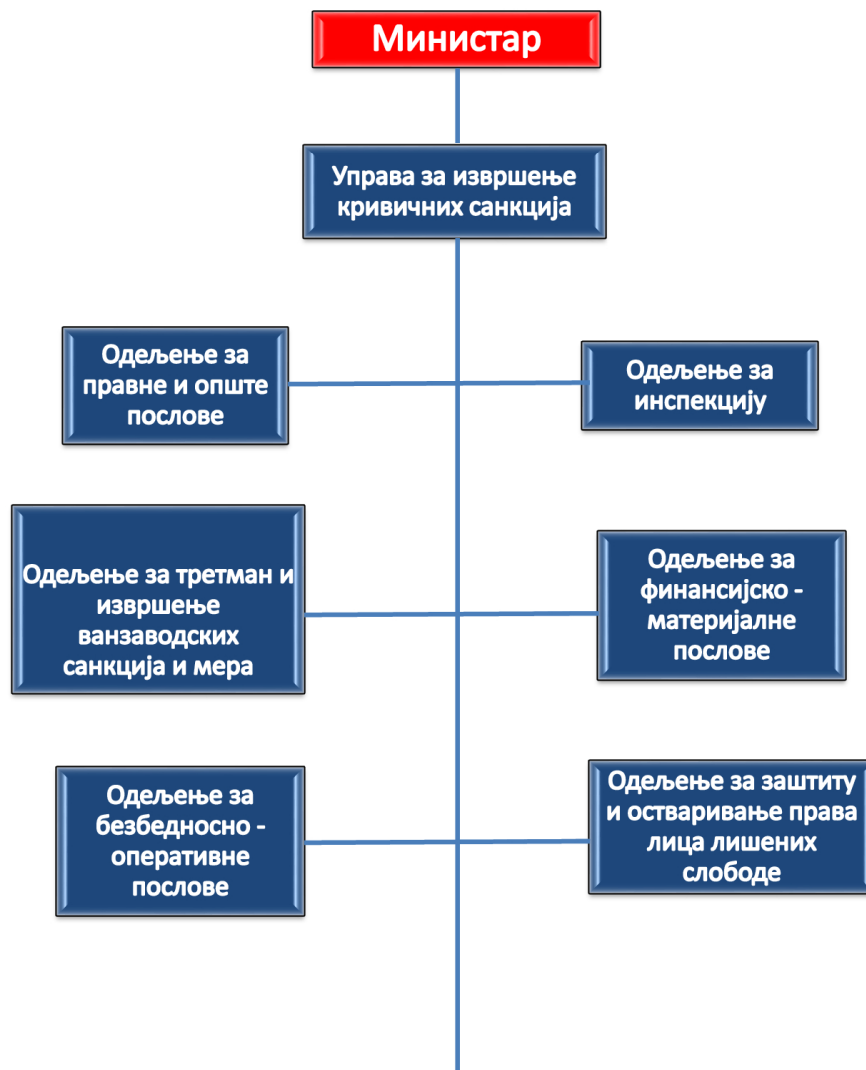 Министар
Управа за извршење
кривичних санкција
Одељење за
правне и опште
послове
Одељење за
инспекцију
Одељење за третман и
извршење
ванзаводских
санкција и мера
Одељење за
финансијско -
материјалне
послове
Одељење за
безбедносно -
оперативне
послове
Одељење за заштиту
и остваривање права
лица лишених
слободе